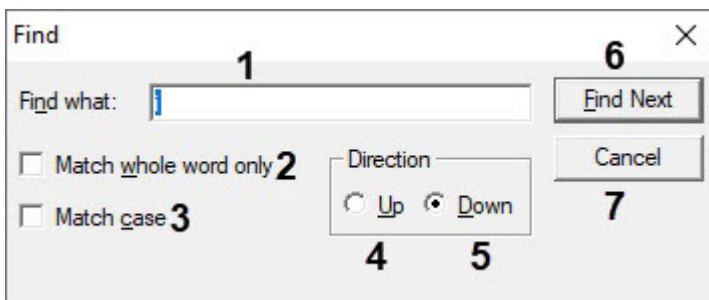 Find
1
6
Find what:
Find Next
Match whole word only 2
Direction
Cancel
Up
Down
7
Match case 3
4
5